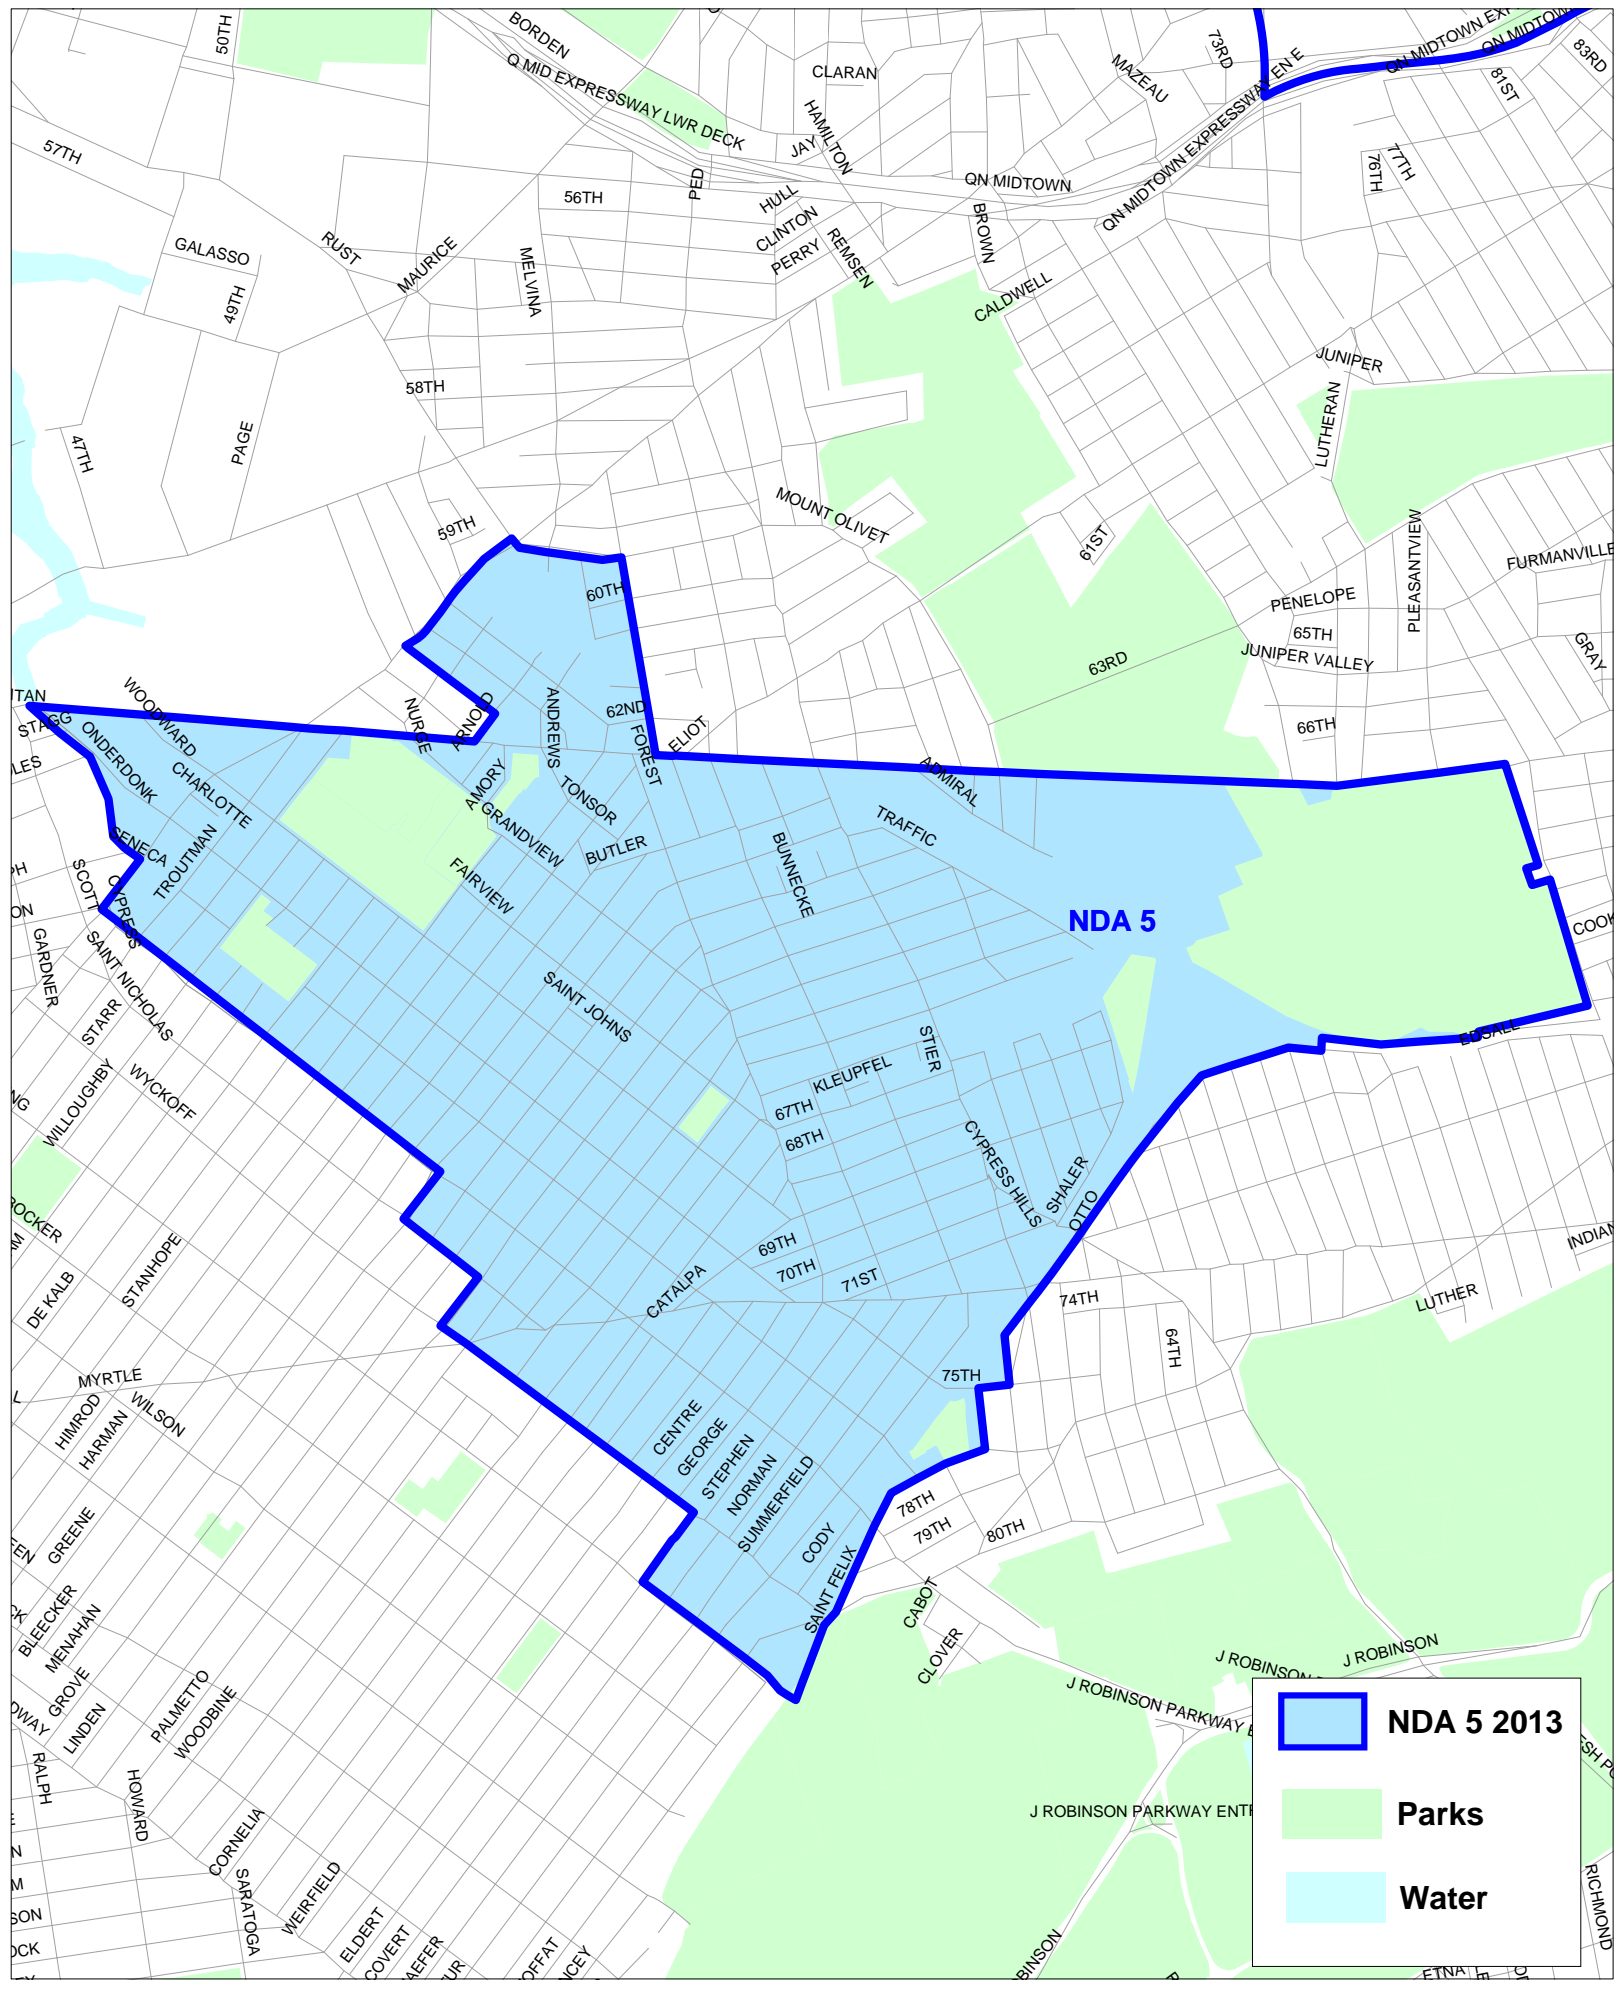 50TH
BORDEN
Q MID EXPRESSWAY LWR DECK
CLARAN
MAZEAU
73RD
QN MIDTOWN EXPRESSWAY EN E
83RD
81ST
57TH
JAY
HAMILTON
PED
HULL
QN MIDTOWN
76TH
77TH
56TH
CLINTON
PERRY
REMSEN
BROWN
GALASSO
RUST
MAURICE
MELVINA
49TH
CALDWELL
JUNIPER
58TH
LUTHERAN
47TH
PAGE
59TH
MOUNT OLIVET
61ST
PLEASANTVIEW
FURMANVILLE
60TH
PENELOPE
65TH
JUNIPER VALLEY
GRAY
63RD
WOODWARD
STAGG
ONDERDONK
NURGE
ARNOLD
ANDREWS
62ND
FOREST
ELIOT
66TH
CHARLOTTE
AMORY
GRANDVIEW
TONSOR
BUTLER
ADMIRAL
TRAFFIC
SENECA
TROUTMAN
SCOTT
CYPRESS
FAIRVIEW
BUNNECKE
NDA 5
GARDNER
SAINT NICHOLAS
STARR
SAINT JOHNS
STIER
EDSALL
WILLOUGHBY
WYCKOFF
KLEUPFEL
67TH
68TH
CYPRESS HILLS
SHALER
OTTO
STANHOPE
DE KALB
69TH
70TH
71ST
CATALPA
74TH
LUTHER
64TH
MYRTLE
75TH
HIMROD
HARMAN
WILSON
CENTRE
GEORGE
STEPHEN
NORMAN
SUMMERFIELD
78TH
79TH
80TH
GREENE
CODY
SAINT FELIX
BLEECKER
MENAHAN
GROVE
LINDEN
CABOT
CLOVER
J ROBINSON
J ROBINSON
PALMETTO
WOODBINE
J ROBINSON PARKWAY
NDA 5 2013
RALPH
HOWARD
J ROBINSON PARKWAY ENT
Parks
CORNELIA
SARATOGA
WEIRFIELD
Water
RICHMOND
ELDERT
COVERT
ETNA